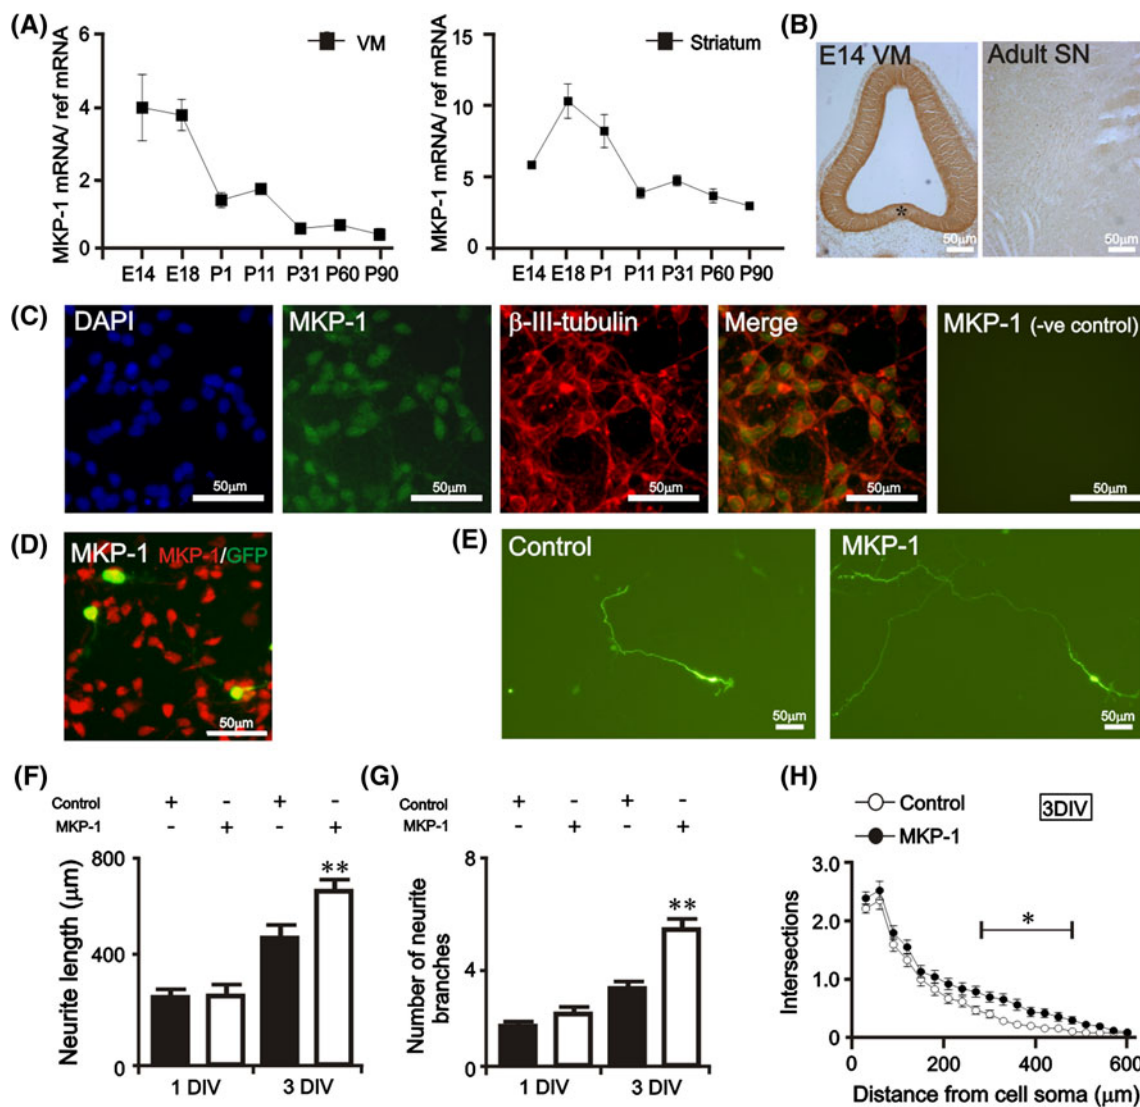 (A)
6
4
2
0
MKP-1 mRNA/ ref mRNA
VM
E14 E18 P1 P11 P31 P60 P90
15
10
5
0
MKP-1 mRNA/ ref mRNA
Striatum
E14 E18 P1 P11 P31 P60 P90
(B)
E14 VM
*
50µm
Adult SN
50µm
(C)
DAPI
50µm
MKP-1
50µm
β-III-tubulin
50µm
Merge
50µm
MKP-1 (-ve control)
50µm
(D)
MKP-1 MKP-1/GFP
50µm
(E)
Control
50µm
MKP-1
50µm
(F)
Control + - + -
MKP-1 - + - +
800
400
0
Neurite length (µm)
**
1 DIV 3 DIV
(G)
Control + - + -
MKP-1 - + - +
8
4
0
Number of neurite
branches
**
1 DIV 3 DIV
(H)
Control
MKP-1
3DIV
3.0
2.0
1.0
0
Intersections
*
0 200 400 600
Distance from cell soma (µm)